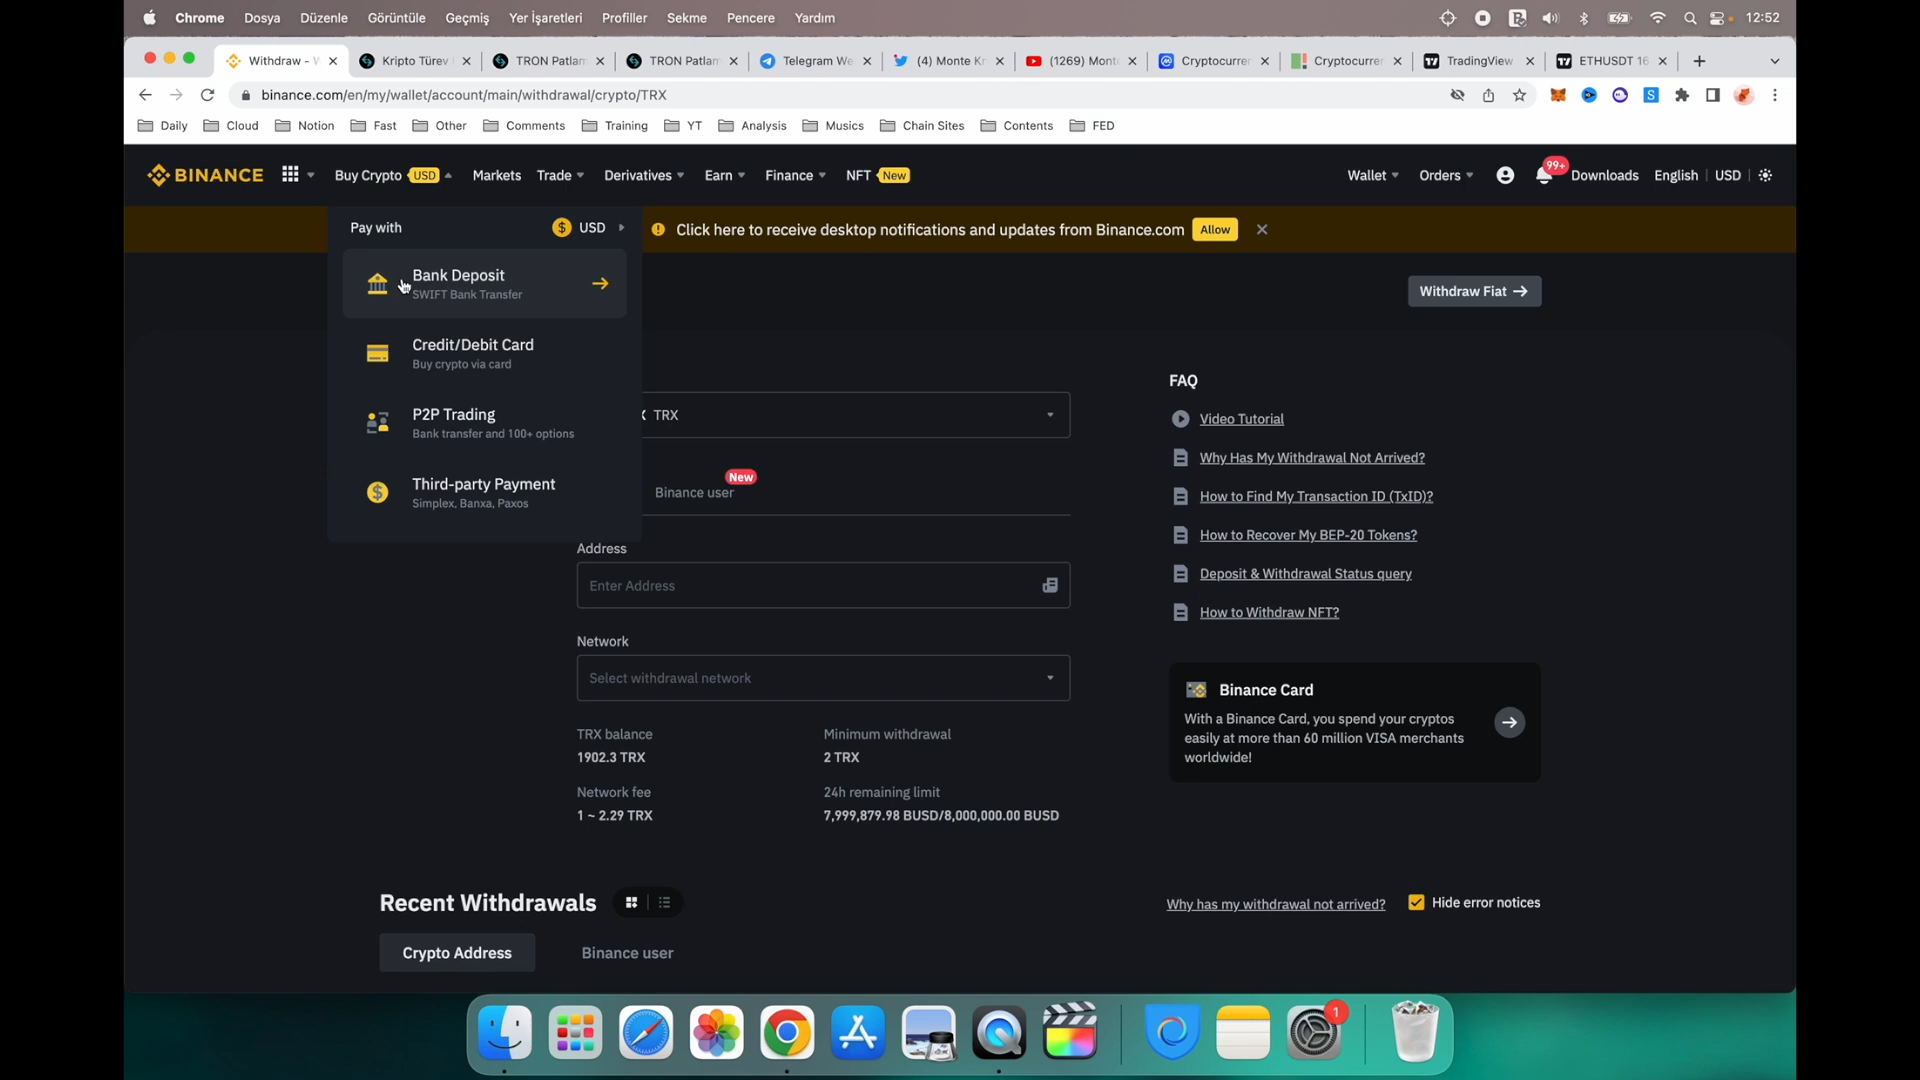 Chrome Dosya Düzenle Görüntüle Geçmiş Yer İşaretleri Profiller Sekme Pencere Yardım 12:52
Withdraw - Kripto Türev TRON Patlam TRON Patlam Telegram We (4) Monte Kr (1269) Mont Cryptocurre Cryptocurre TradingView ETHUSDT 16
binance.com/en/my/wallet/account/main/withdrawal/crypto/TRX
Daily Cloud Notion Fast Other Comments Training YT Analysis Musics Chain Sites Contents FED
BINANCE Buy Crypto USD Markets Trade Derivatives Earn Finance NFT New Wallet Orders 99+ Downloads English USD
Pay with USD
Click here to receive desktop notifications and updates from Binance.com Allow
Bank Deposit
SWIFT Bank Transfer
Withdraw Fiat
Credit/Debit Card
Buy crypto via card
P2P Trading
Bank transfer and 100+ options
Third-party Payment
Simplex, Banxa, Paxos
TRX
New
Binance user
Address
Enter Address
Network
Select withdrawal network
TRX balance
1902.3 TRX
Minimum withdrawal
2 TRX
Network fee
1 ~ 2.29 TRX
24h remaining limit
7,999,879.98 BUSD/8,000,000.00 BUSD
FAQ
Video Tutorial
Why Has My Withdrawal Not Arrived?
How to Find My Transaction ID (TxID)?
How to Recover My BEP-20 Tokens?
Deposit & Withdrawal Status query
How to Withdraw NFT?
Binance Card
With a Binance Card, you spend your cryptos
easily at more than 60 million VISA merchants
worldwide!
Recent Withdrawals
Why has my withdrawal not arrived? Hide error notices
Crypto Address Binance user
1